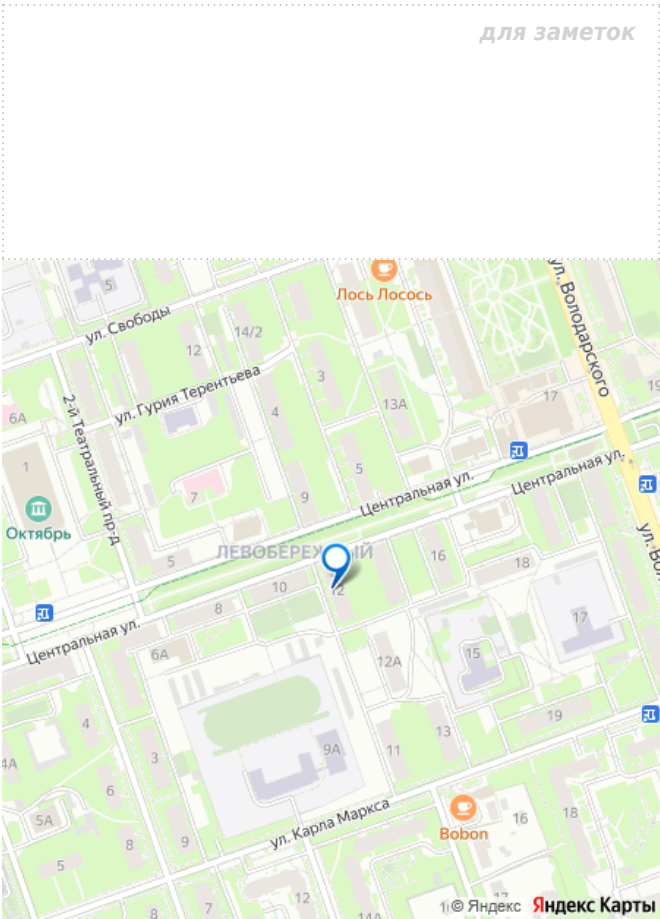 для заметок
5
Лось Лосось
ул. Володарского
ул. Свободы
14/2
12
3
19
17
ул. Гурия Терентьева
2-й Театральный пр-д
6А
4
13А
1
5
7
9
Центральная ул.
Центральная ул.
Октябрь
5
ЛЕВОБЕРЕЖНЫЙ
16
18
10
8
17
Центральная ул.
6А
12А
15
4
19
3
9А
11
13
4А
6
ул. Карла Маркса
Bobon
16
18
5А
8
9
5
17
12
8
14А
© Яндекс
Яндекс Карты